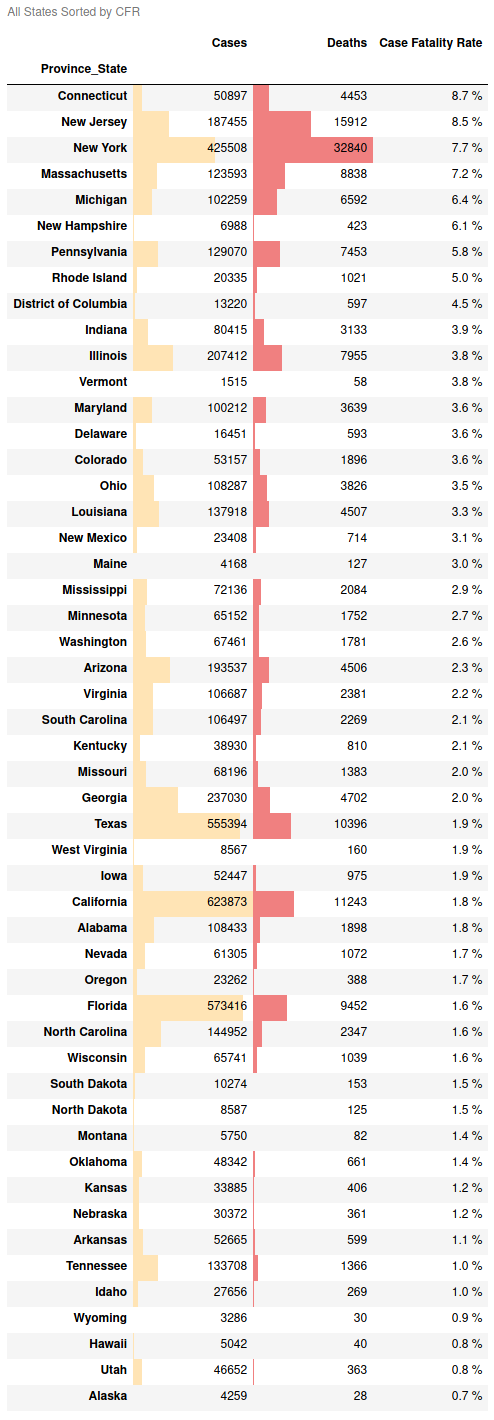 All States Sorted by CFR
Cases Deaths Case Fatality Rate
Province_State
Connecticut 50897 4453 8.7 %
New Jersey 187455 15912 8.5 %
New York 425508 32840 7.7 %
Massachusetts 123593 8838 7.2 %
Michigan 102259 6592 6.4 %
New Hampshire 6988 423 6.1 %
Pennsylvania 129070 7453 5.8 %
Rhode Island 20335 1021 5.0 %
District of Columbia 13220 597 4.5 %
Indiana 80415 3133 3.9 %
Illinois 207412 7955 3.8 %
Vermont 1515 58 3.8 %
Maryland 100212 3639 3.6 %
Delaware 16451 593 3.6 %
Colorado 53157 1896 3.6 %
Ohio 108287 3826 3.5 %
Louisiana 137918 4507 3.3 %
New Mexico 23408 714 3.1 %
Maine 4168 127 3.0 %
Mississippi 72136 2084 2.9 %
Minnesota 65152 1752 2.7 %
Washington 67461 1781 2.6 %
Arizona 193537 4506 2.3 %
Virginia 106687 2381 2.2 %
South Carolina 106497 2269 2.1 %
Kentucky 38930 810 2.1 %
Missouri 68196 1383 2.0 %
Georgia 237030 4702 2.0 %
Texas 555394 10396 1.9 %
West Virginia 8567 160 1.9 %
Iowa 52447 975 1.9 %
California 623873 11243 1.8 %
Alabama 108433 1898 1.8 %
Nevada 61305 1072 1.7 %
Oregon 23262 388 1.7 %
Florida 573416 9452 1.6 %
North Carolina 144952 2347 1.6 %
Wisconsin 65741 1039 1.6 %
South Dakota 10274 153 1.5 %
North Dakota 8587 125 1.5 %
Montana 5750 82 1.4 %
Oklahoma 48342 661 1.4 %
Kansas 33885 406 1.2 %
Nebraska 30372 361 1.2 %
Arkansas 52665 599 1.1 %
Tennessee 133708 1366 1.0 %
Idaho 27656 269 1.0 %
Wyoming 3286 30 0.9 %
Hawaii 5042 40 0.8 %
Utah 46652 363 0.8 %
Alaska 4259 28 0.7 %